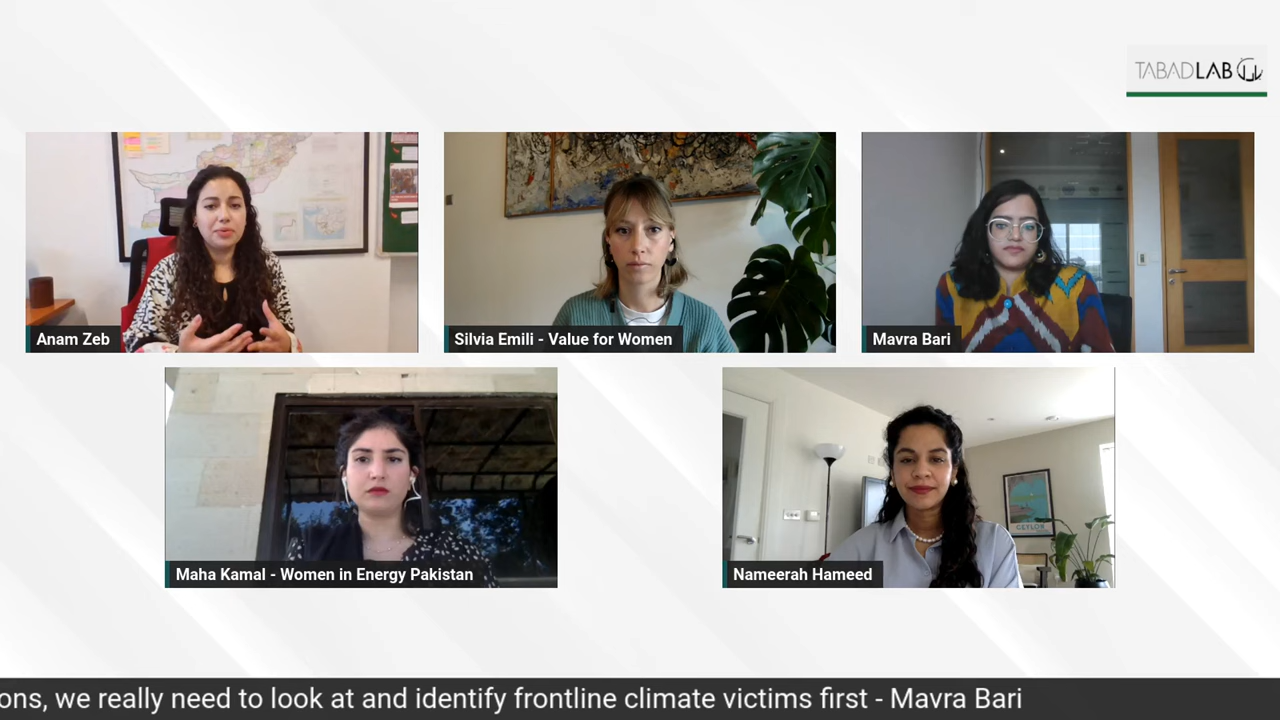 TABADLAB
Anam Zeb
Silvia Emili - Value for Women
Mavra Bari
Maha Kamal - Women in Energy Pakistan
CEYLON
Nameerah Hameed
ons, we really need to look at and identify frontline climate victims first - Mavra Bari